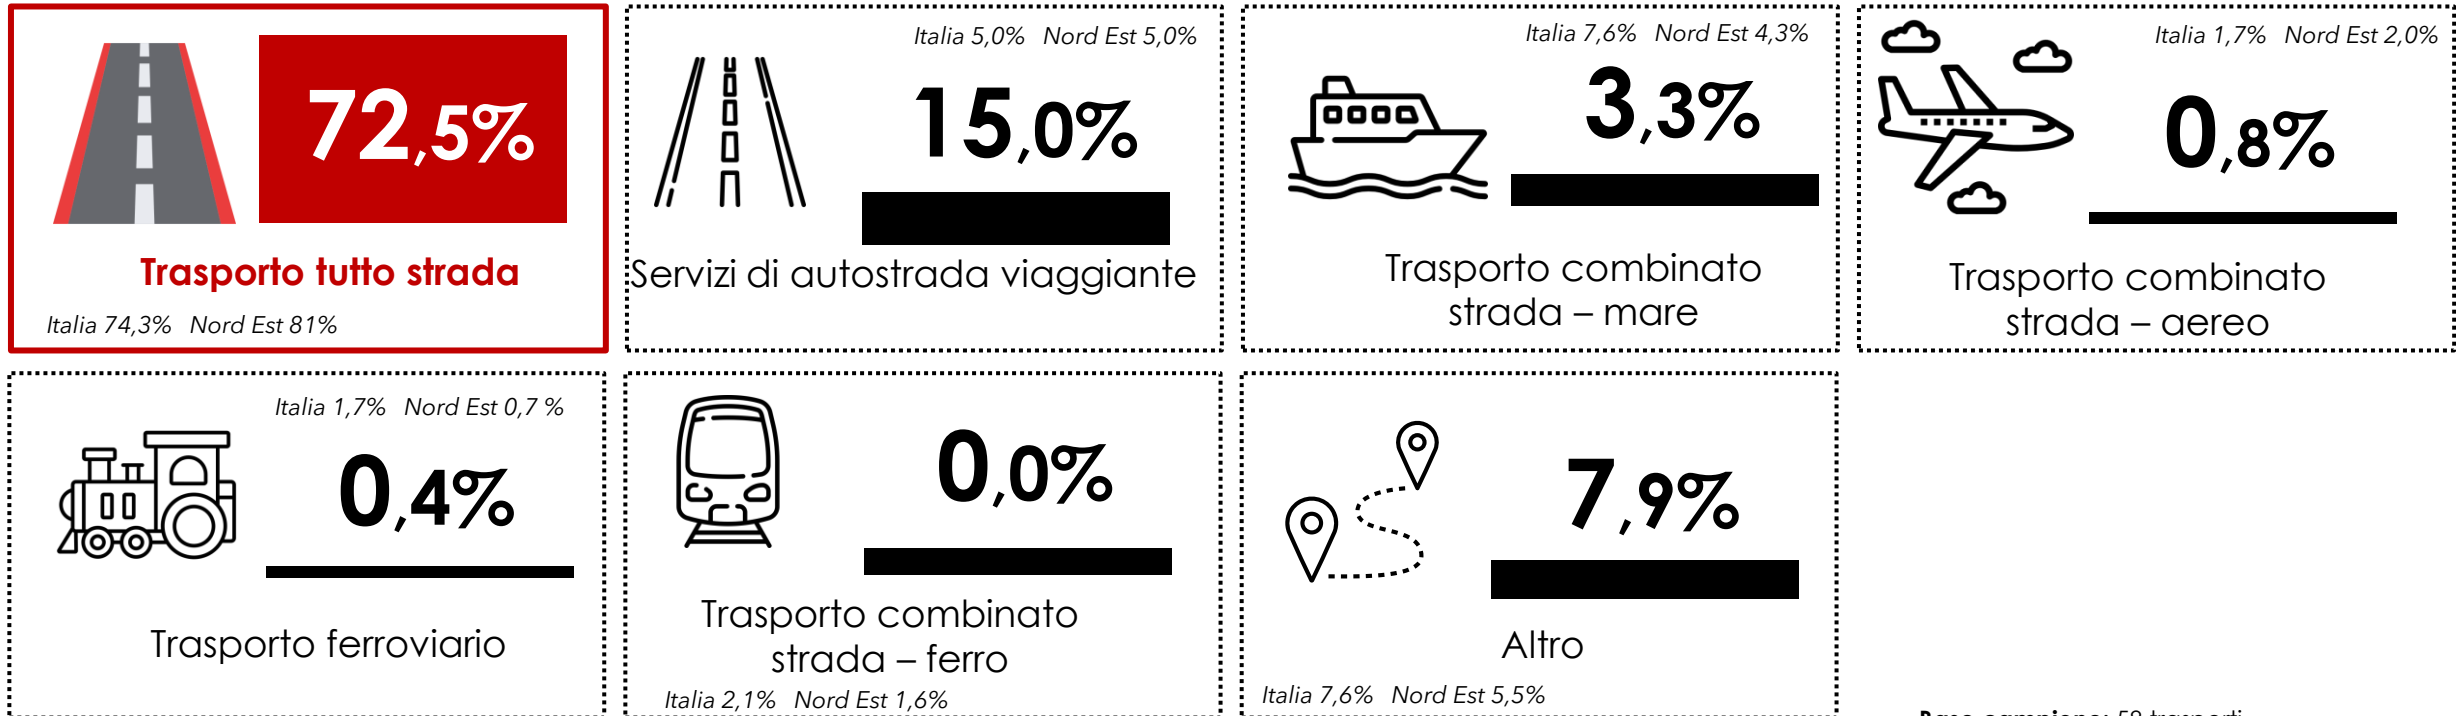 72,5%
Trasporto tutto strada
Italia 74,3% Nord Est 81%
Italia 5,0% Nord Est 5,0%
15,0%
Servizi di autostrada viaggiante
Italia 7,6% Nord Est 4,3%
3,3%
Trasporto combinato
strada – mare
Italia 1,7% Nord Est 2,0%
0,8%
Trasporto combinato
strada – aereo
Italia 1,7% Nord Est 0,7 %
0,4%
Trasporto ferroviario
0,0%
Trasporto combinato
strada – ferro
Italia 2,1% Nord Est 1,6%
7,9%
Altro
Italia 7,6% Nord Est 5,5%